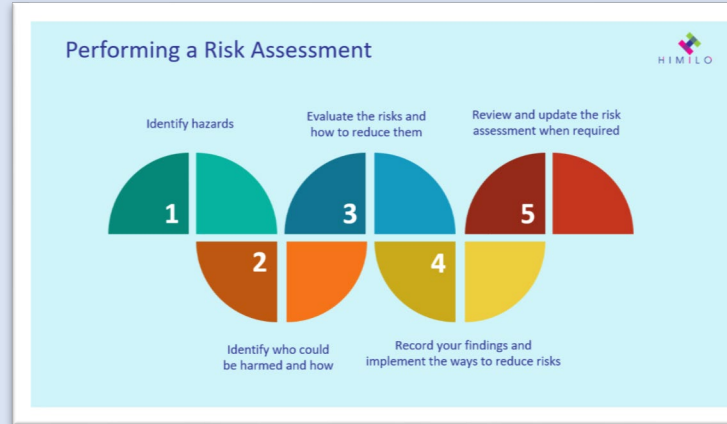 Performing a Risk Assessment
HIMILO
Identify hazards
Evaluate the risks and
how to reduce them
Review and update the risk
assessment when required
1
3
5
2
4
Identify who could
be harmed and how
Record your findings and
implement the ways to reduce risks